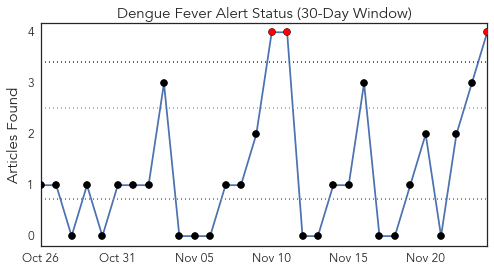 Dengue Fever Alert Status (30-Day Window)
Articles Found
4
3
2
1
0
Oct 26
Oct 31
Nov 05
Nov 10
Nov 15
Nov 20